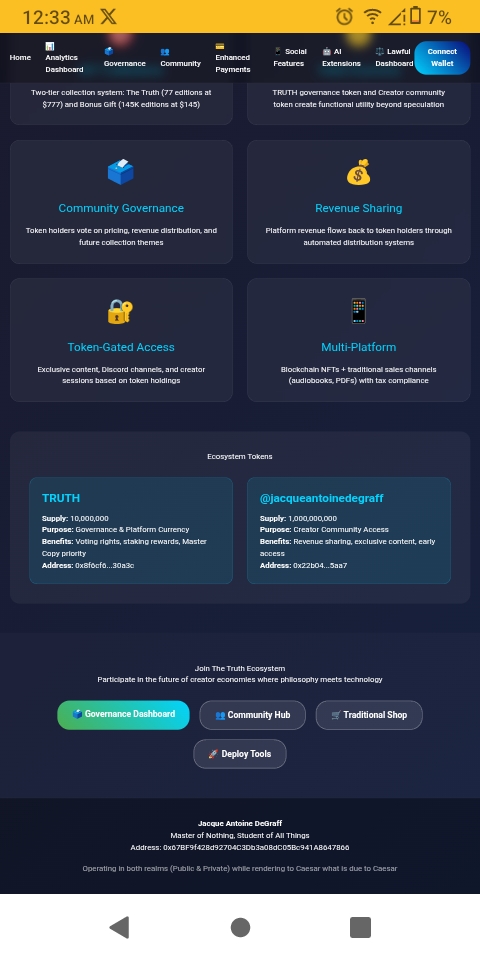 12:33 AM 7%
Home
Analytics
Dashboard
Governance
Community
Enhanced
Payments
Social
Features
AI
Extensions
Lawful
Dashboard
Connect
Wallet
Two-tier collection system: The Truth (77 editions at
$777) and Bonus Gift (145K editions at $145)
TRUTH governance token and Creator community
token create functional utility beyond speculation
Community Governance
Token holders vote on pricing, revenue distribution, and
future collection themes
Revenue Sharing
Platform revenue flows back to token holders through
automated distribution systems
Token-Gated Access
Exclusive content, Discord channels, and creator
sessions based on token holdings
Multi-Platform
Blockchain NFTs + traditional sales channels
(audiobooks, PDFs) with tax compliance
Ecosystem Tokens
TRUTH
Supply: 10,000,000
Purpose: Governance & Platform Currency
Benefits: Voting rights, staking rewards, Master
Copy priority
Address: 0x8f6cf6...30a3c
@jacqueantoinedegraff
Supply: 1,000,000,000
Purpose: Creator Community Access
Benefits: Revenue sharing, exclusive content, early
access
Address: 0x22b04...5aa7
Join The Truth Ecosystem
Participate in the future of creator economies where philosophy meets technology
Governance Dashboard
Community Hub
Traditional Shop
Deploy Tools
Jacque Antoine DeGraff
Master of Nothing, Student of All Things
Address: 0x67BF9f428d92704C3Db3a08dC05Bc941A8647866
Operating in both realms (Public & Private) while rendering to Caesar what is due to Caesar